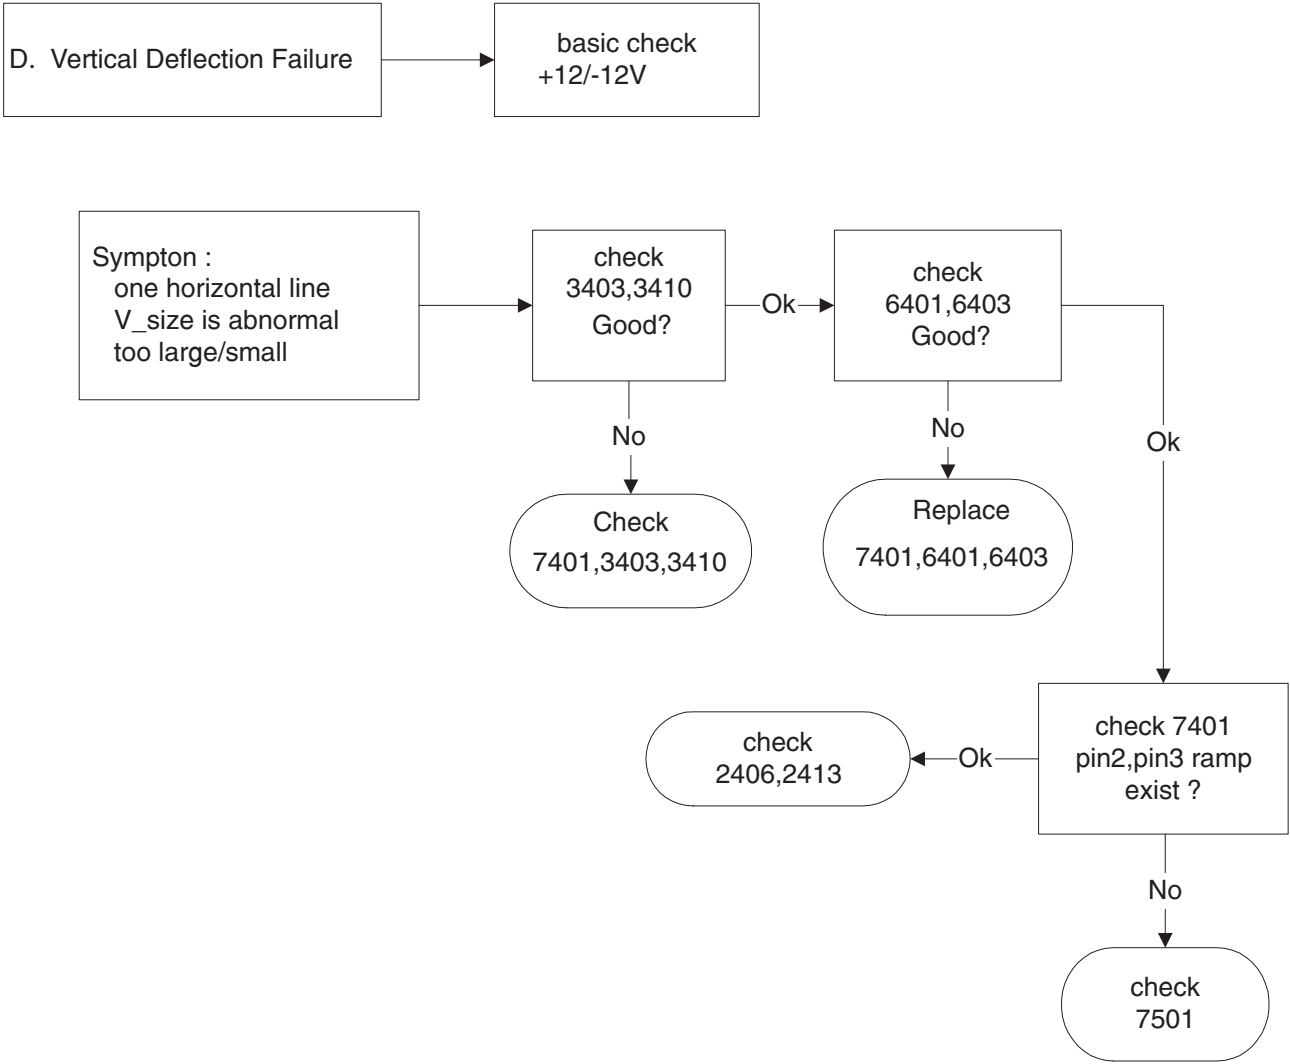 D. Vertical Deflection Failure
basic check
+12/-12V
Sympton :
one horizontal line
V_size is abnormal
too large/small
check
3403,3410
Good?
Ok
check
6401,6403
Good?
Ok
No
Check
7401,3403,3410
No
Replace
7401,6401,6403
check 7401
pin2,pin3 ramp
exist ?
Ok
check
2406,2413
No
check
7501